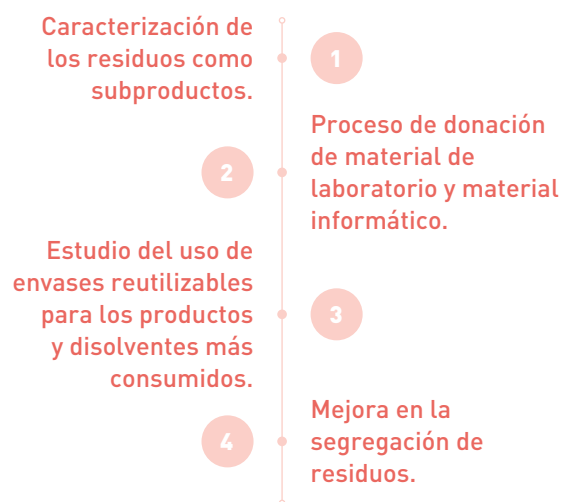 Caracterización de
los residuos como
subproductos.
1
Proceso de donación
de material de
laboratorio y material
informático.
2
Estudio del uso de
envases reutilizables
para los productos
y disolventes más
consumidos.
3
Mejora en la
segregación de
residuos.
4